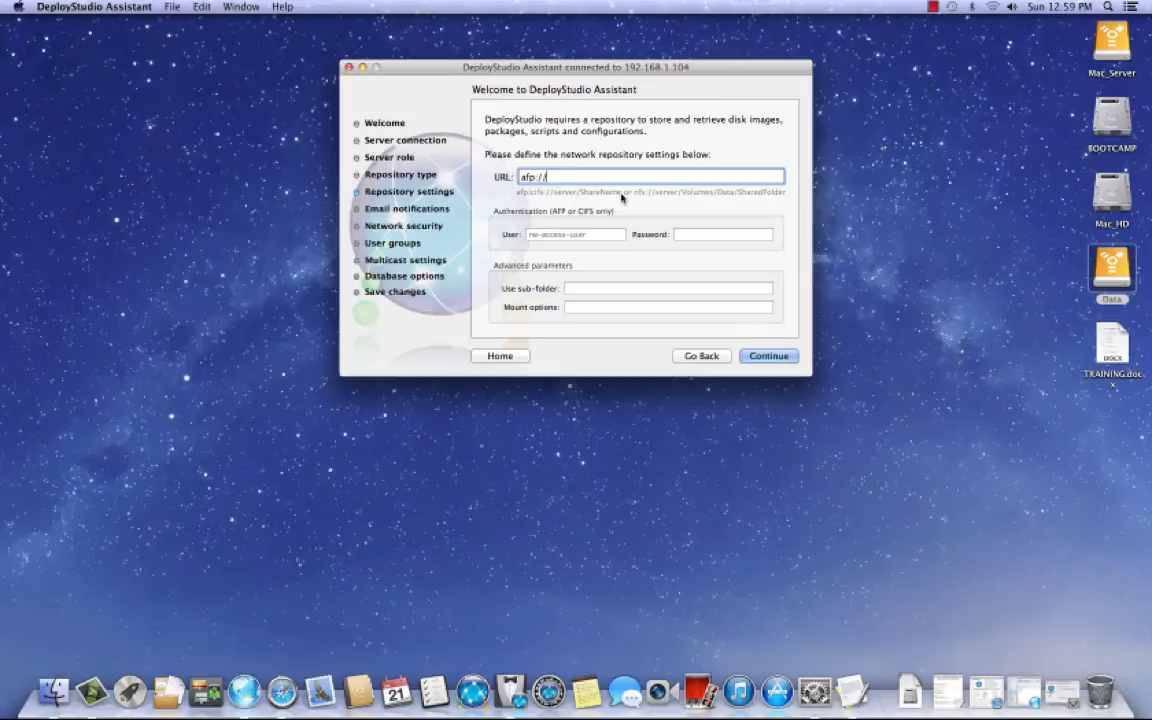 DeployStudio Assistant File Edit Window Help
Sun 12:59 PM
DeployStudio Assistant connected to 192.168.1.104
Welcome to DeployStudio Assistant
Welcome
Server connection
Server role
Repository type
Repository settings
Email notifications
Network security
User groups
Multicast settings
Database options
Save changes
DeployStudio requires a repository to store and retrieve disk images,
packages, scripts and configurations.
Please define the network repository settings below:
URL: afp://
afp|cifs://server/ShareName or nfs://server/Volumes/Data/SharedFolder
Authentication (AFP or CIFS only)
User: rw-access-user Password:
Advanced parameters
Use sub-folder:
Mount options:
Home Go Back Continue
Mac_Server
BOOTCAMP
Mac_HD
Data
DOCX
TRAINING.doc
x
21